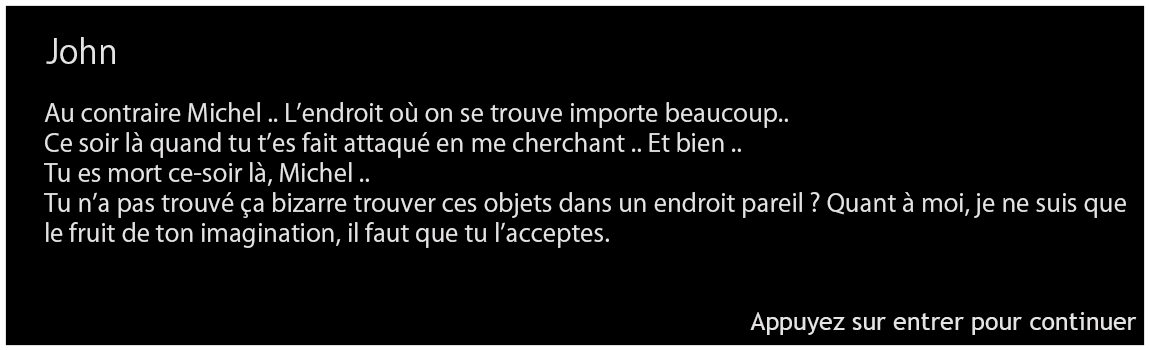 John
Au contraire Michel .. L’endroit où on se trouve importe beaucoup..
Ce soir là quand tu t’es fait attaqué en me cherchant .. Et bien ..
Tu es mort ce-soir là, Michel ..
Tu n’a pas trouvé ça bizarre trouver ces objets dans un endroit pareil ? Quant à moi, je ne suis que
le fruit de ton imagination, il faut que tu l’acceptes.
Appuyez sur entrer pour continuer